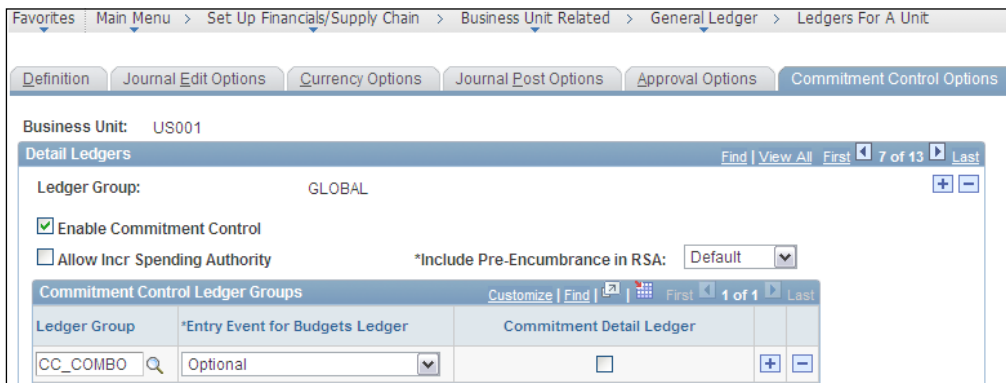 Favorites Main Menu > Set Up Financials/Supply Chain > Business Unit Related > General Ledger > Ledgers For A Unit
Definition Journal Edit Options Currency Options Journal Post Options Approval Options Commitment Control Options
Business Unit: US001
Detail Ledgers Find | View All First 7 of 13 Last
Ledger Group: GLOBAL
Enable Commitment Control
Allow Incr Spending Authority *Include Pre-Encumbrance in RSA: Default
Commitment Control Ledger Groups Customize | Find | | First 1 of 1 Last
Ledger Group *Entry Event for Budgets Ledger Commitment Detail Ledger
CC_COMBO Optional